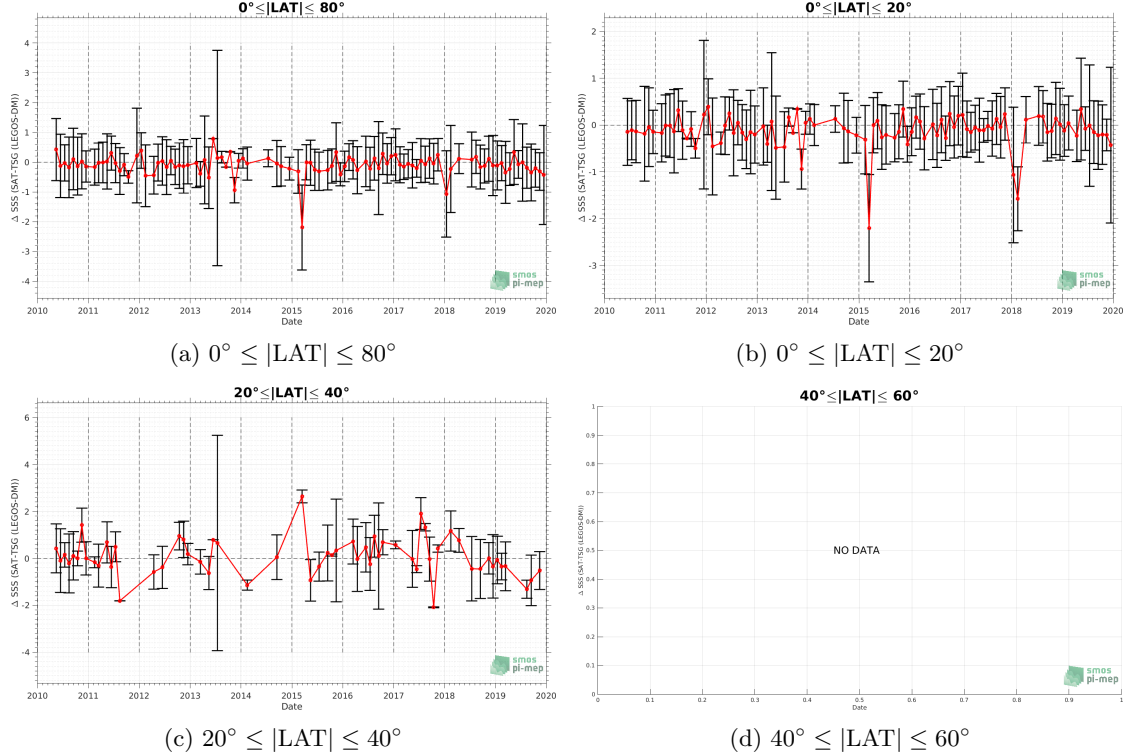 0°≤|LAT|≤ 80°
Δ SSS (SAT-TSG (LEGOS-DMI))
4
3
2
1
0
-1
-2
-3
-4
2010 2011 2012 2013 2014 2015 2016 2017 2018 2019 2020
Date
smos
pi-mep
(a) 0° ≤ |LAT| ≤ 80°
0°≤|LAT|≤ 20°
Δ SSS (SAT-TSG (LEGOS-DMI))
2
1
0
-1
-2
-3
2010 2011 2012 2013 2014 2015 2016 2017 2018 2019 2020
Date
smos
pi-mep
(b) 0° ≤ |LAT| ≤ 20°
20°≤|LAT|≤ 40°
Δ SSS (SAT-TSG (LEGOS-DMI))
6
4
2
0
-2
-4
2010 2011 2012 2013 2014 2015 2016 2017 2018 2019 2020
Date
smos
pi-mep
(c) 20° ≤ |LAT| ≤ 40°
40°≤|LAT|≤ 60°
Δ SSS (SAT-TSG (LEGOS-DMI))
1
0.9
0.8
0.7
0.6
0.5
0.4
0.3
0.2
0.1
0
NO DATA
0 0.1 0.2 0.3 0.4 0.5 0.6 0.7 0.8 0.9 1
Date
smos
pi-mep
(d) 40° ≤ |LAT| ≤ 60°